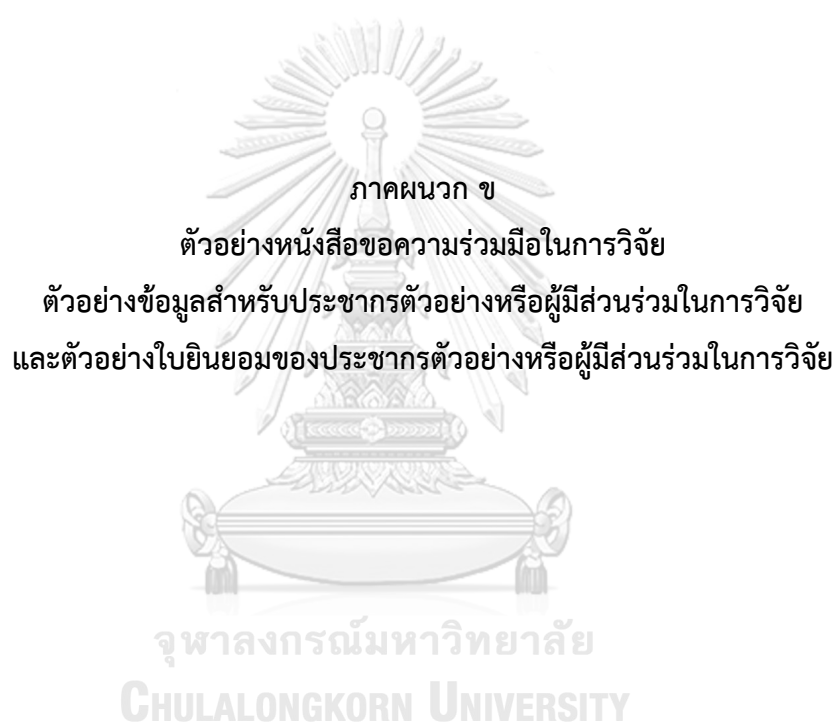 ภาคผนวก ข
ตัวอย่างหนังสือขอความร่วมมือในการวิจัย
ตัวอย่างข้อมูลสำหรับประชากรตัวอย่างหรือผู้มีส่วนร่วมในการวิจัย
และตัวอย่างใบยินยอมของประชากรตัวอย่างหรือผู้มีส่วนร่วมในการวิจัย
จุฬาลงกรณ์มหาวิทยาลัย
CHULALONGKORN UNIVERSITY